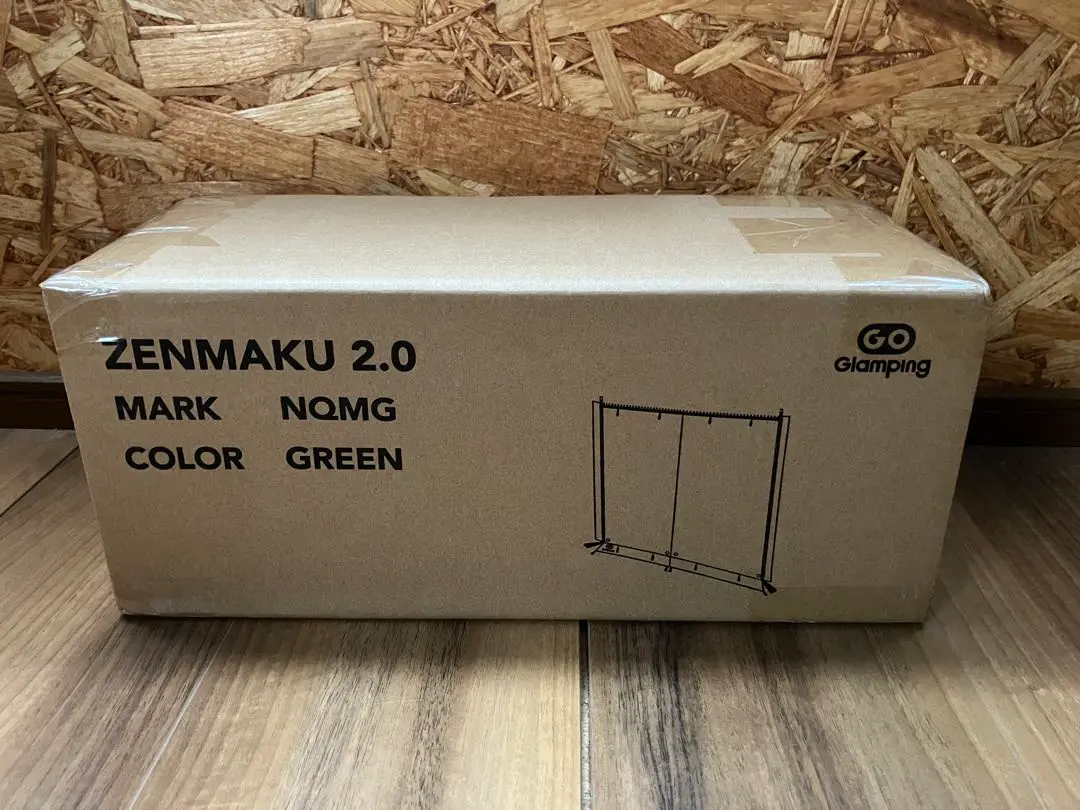 ZENMAKU 2.0
MARK NQMG
COLOR GREEN
GO
Glamping